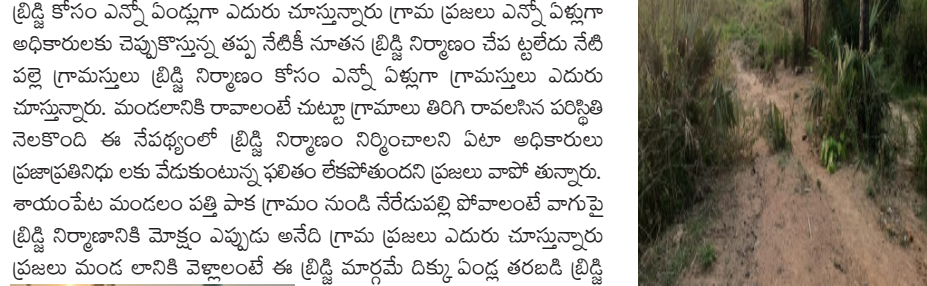 బ్రిడ్జి కోసం ఎన్నో ఏండ్లుగా ఎదురు చూస్తున్నారు గ్రామ ప్రజలు ఎన్నో ఏళ్లుగా
అధికారులకు చెప్పుకొస్తున్న తప్ప నేటికీ నూతన బ్రిడ్జి నిర్మాణం చేప ట్టలేదు నేటి
పల్లె గ్రామస్తులు బ్రిడ్జి నిర్మాణం కోసం ఎన్నో ఏళ్లుగా గ్రామస్తులు ఎదురు
చూస్తున్నారు. మండలానికి రావాలంటే చుట్టూ గ్రామాలు తిరిగి రావలసిన పరిస్థితి
నెలకొంది ఈ నేపథ్యంలో బ్రిడ్జి నిర్మాణం నిర్మించాలని ఏటా అధికారులు
ప్రజాప్రతినిధు లకు వేడుకుంటున్న ఫలితం లేకపోతుందని ప్రజలు వాపో తున్నారు.
శాయంపేట మండలం పత్తి పాక గ్రామం నుండి నేరేడుపల్లి పోవాలంటే వాగుపై
బ్రిడ్జి నిర్మాణానికి మోక్షం ఎప్పుడు అనేది గ్రామ ప్రజలు ఎదురు చూస్తున్నారు
ప్రజలు మండ లానికి వెళ్లాలంటే ఈ బ్రిడ్జి మార్గమే దిక్కు ఏండ్ల తరబడి బ్రిడ్జి